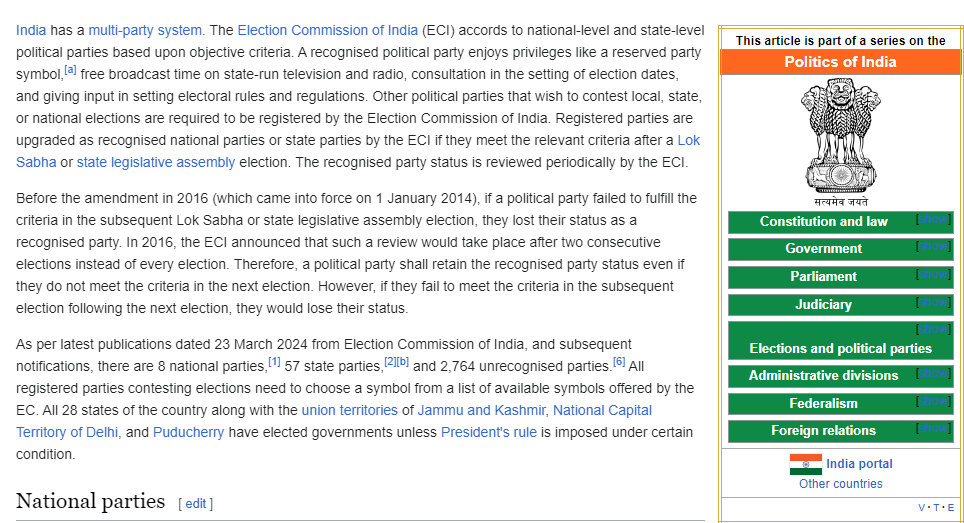 India has a multi-party system. The Election Commission of India (ECI) accords to national-level and state-level
political parties based upon objective criteria. A recognised political party enjoys privileges like a reserved party
symbol,[a] free broadcast time on state-run television and radio, consultation in the setting of election dates,
and giving input in setting electoral rules and regulations. Other political parties that wish to contest local, state,
or national elections are required to be registered by the Election Commission of India. Registered parties are
upgraded as recognised national parties or state parties by the ECI if they meet the relevant criteria after a Lok
Sabha or state legislative assembly election. The recognised party status is reviewed periodically by the ECI.
Before the amendment in 2016 (which came into force on 1 January 2014), if a political party failed to fulfill the
criteria in the subsequent Lok Sabha or state legislative assembly election, they lost their status as a
recognised party. In 2016, the ECI announced that such a review would take place after two consecutive
elections instead of every election. Therefore, a political party shall retain the recognised party status even if
they do not meet the criteria in the next election. However, if they fail to meet the criteria in the subsequent
election following the next election, they would lose their status.
As per latest publications dated 23 March 2024 from Election Commission of India, and subsequent
notifications, there are 8 national parties,[1] 57 state parties,[2][b] and 2,764 unrecognised parties.[6] All
registered parties contesting elections need to choose a symbol from a list of available symbols offered by the
EC. All 28 states of the country along with the union territories of Jammu and Kashmir, National Capital
Territory of Delhi, and Puducherry have elected governments unless President's rule is imposed under certain
condition.
National parties [ edit ]
This article is part of a series on the
Politics of India
सत्यमेव जयते
Constitution and law [show]
Government [show]
Parliament [show]
Judiciary [show]
[show]
Elections and political parties
Administrative divisions [show]
Federalism [show]
Foreign relations [show]
India portal
Other countries
V · T · E